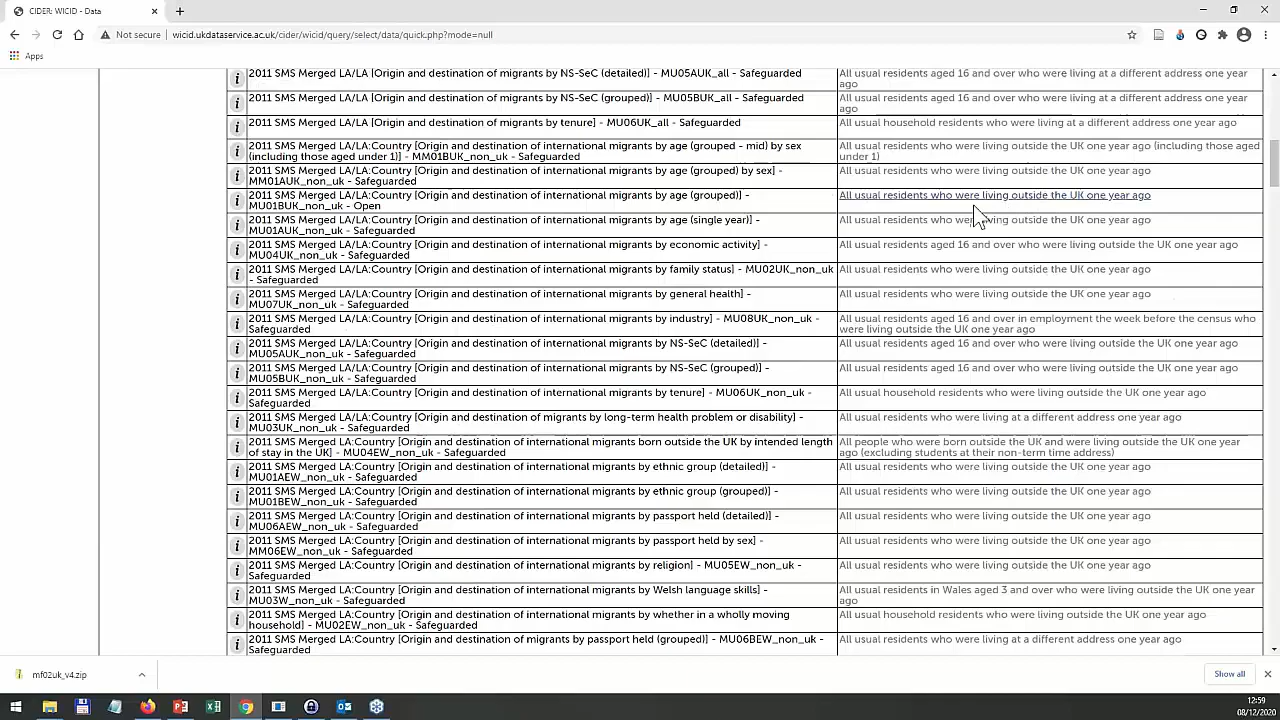 CIDER: WICID - Data
Not secure | wicid.ukdataservice.ac.uk/cider/wicid/query/select/data/quick.php?mode=null
Apps
2011 SMS Merged LA/LA [Origin and destination of migrants by NS-SeC (detailed)] - MU05AUK_all - Safeguarded
All usual residents aged 16 and over who were living at a different address one year
ago
2011 SMS Merged LA/LA [Origin and destination of migrants by NS-SeC (grouped)] - MU05BUK_all - Safeguarded
All usual residents aged 16 and over who were living at a different address one year
ago
2011 SMS Merged LA/LA [Origin and destination of migrants by tenure] - MU06UK_all - Safeguarded
All usual household residents who were living at a different address one year ago
2011 SMS Merged LA/LA:Country [Origin and destination of international migrants by age (grouped - mid) by sex
(including those aged under 1)] - MM01BUK_non_uk - Safeguarded
All usual residents who were living outside the UK one year ago (including those aged
under 1)
2011 SMS Merged LA/LA:Country [Origin and destination of international migrants by age (grouped) by sex] -
MM01AUK_non_uk - Safeguarded
All usual residents who were living outside the UK one year ago
2011 SMS Merged LA/LA:Country [Origin and destination of international migrants by age (grouped)] -
MU01BUK_non_uk - Open
All usual residents who were living outside the UK one year ago
2011 SMS Merged LA/LA:Country [Origin and destination of international migrants by age (single year)] -
MU01AUK_non_uk - Safeguarded
All usual residents who were living outside the UK one year ago
2011 SMS Merged LA/LA:Country [Origin and destination of international migrants by economic activity] -
MU04UK_non_uk - Safeguarded
All usual residents aged 16 and over who were living outside the UK one year ago
2011 SMS Merged LA/LA:Country [Origin and destination of international migrants by family status] - MU02UK_non_uk
- Safeguarded
All usual residents who were living outside the UK one year ago
2011 SMS Merged LA/LA:Country [Origin and destination of international migrants by general health] -
MU07UK_non_uk - Safeguarded
All usual residents who were living outside the UK one year ago
2011 SMS Merged LA/LA:Country [Origin and destination of international migrants by industry] - MU08UK_non_uk -
Safeguarded
All usual residents aged 16 and over in employment the week before the census who
were living outside the UK one year ago
2011 SMS Merged LA/LA:Country [Origin and destination of international migrants by NS-SeC (detailed)] -
MU05AUK_non_uk - Safeguarded
All usual residents aged 16 and over who were living outside the UK one year ago
2011 SMS Merged LA/LA:Country [Origin and destination of international migrants by NS-SeC (grouped)] -
MU05BUK_non_uk - Safeguarded
All usual residents aged 16 and over who were living outside the UK one year ago
2011 SMS Merged LA/LA:Country [Origin and destination of international migrants by tenure] - MU06UK_non_uk -
Safeguarded
All usual household residents who were living outside the UK one year ago
2011 SMS Merged LA/LA:Country [Origin and destination of migrants by long-term health problem or disability] -
MU03UK_non_uk - Safeguarded
All usual residents who were living at a different address one year ago
2011 SMS Merged LA:Country [Origin and destination of international migrants born outside the UK by intended length
of stay in the UK] - MU04EW_non_uk - Safeguarded
All people who were born outside the UK and were living outside the UK one year
ago (excluding students at their non-term time address)
2011 SMS Merged LA:Country [Origin and destination of international migrants by ethnic group (detailed)] -
MU01AEW_non_uk - Safeguarded
All usual residents who were living outside the UK one year ago
2011 SMS Merged LA:Country [Origin and destination of international migrants by ethnic group (grouped)] -
MU01BEW_non_uk - Safeguarded
All usual residents who were living outside the UK one year ago
2011 SMS Merged LA:Country [Origin and destination of international migrants by passport held (detailed)] -
MU06AEW_non_uk - Safeguarded
All usual residents who were living outside the UK one year ago
2011 SMS Merged LA:Country [Origin and destination of international migrants by passport held by sex] -
MM06EW_non_uk - Safeguarded
All usual residents who were living outside the UK one year ago
2011 SMS Merged LA:Country [Origin and destination of international migrants by religion] - MU05EW_non_uk -
Safeguarded
All usual residents who were living outside the UK one year ago
2011 SMS Merged LA:Country [Origin and destination of international migrants by Welsh language skills] -
MU03W_non_uk - Safeguarded
All usual residents in Wales aged 3 and over who were living outside the UK one year
ago
2011 SMS Merged LA:Country [Origin and destination of international migrants by whether in a wholly moving
household] - MU02EW_non_uk - Safeguarded
All usual household residents who were living outside the UK one year ago
2011 SMS Merged LA:Country [Origin and destination of migrants by passport held (grouped)] - MU06BEW_non_uk -
Safeguarded
All usual residents who were living at a different address one year ago
mf02uk_v4.zip
Show all
12:59
08/12/2020